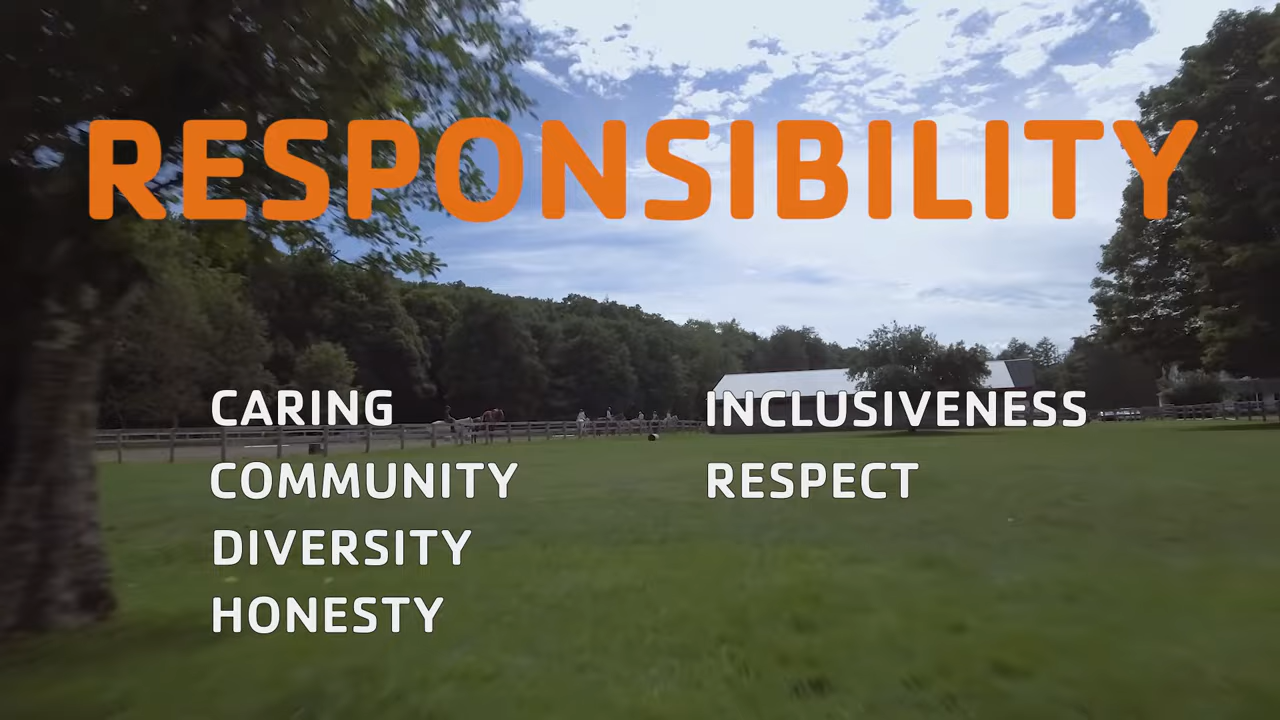 RESPONSIBILITY
CARING
COMMUNITY
DIVERSITY
HONESTY
INCLUSIVENESS
RESPECT